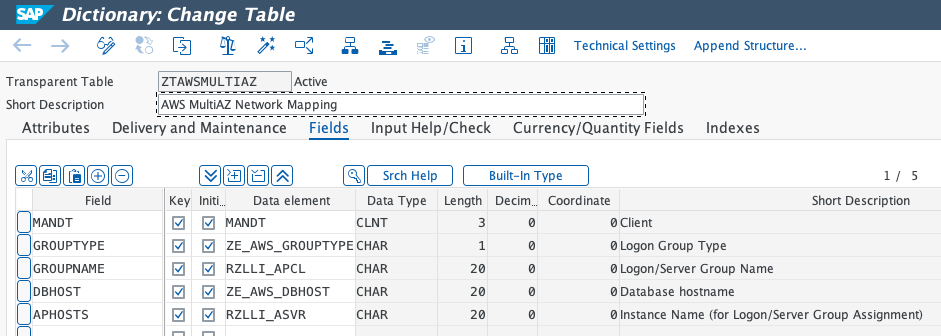 SAP Dictionary: Change Table
Technical Settings Append Structure...
Transparent Table ZTAWSMULTIAZ Active
Short Description AWS MultiAZ Network Mapping
Attributes Delivery and Maintenance Fields Input Help/Check Currency/Quantity Fields Indexes
Srch Help Built-In Type 1 / 5
Field Key Initi... Data element Data Type Length Decim... Coordinate Short Description
MANDT MANDT CLNT 3 0 0 Client
GROUPTYPE ZE_AWS_GROUPTYPE CHAR 1 0 0 Logon Group Type
GROUPNAME RZLLI_APCL CHAR 20 0 0 Logon/Server Group Name
DBHOST ZE_AWS_DBHOST CHAR 20 0 0 Database hostname
APHOSTS RZLLI_ASVR CHAR 20 0 0 Instance Name (for Logon/Server Group Assignment)